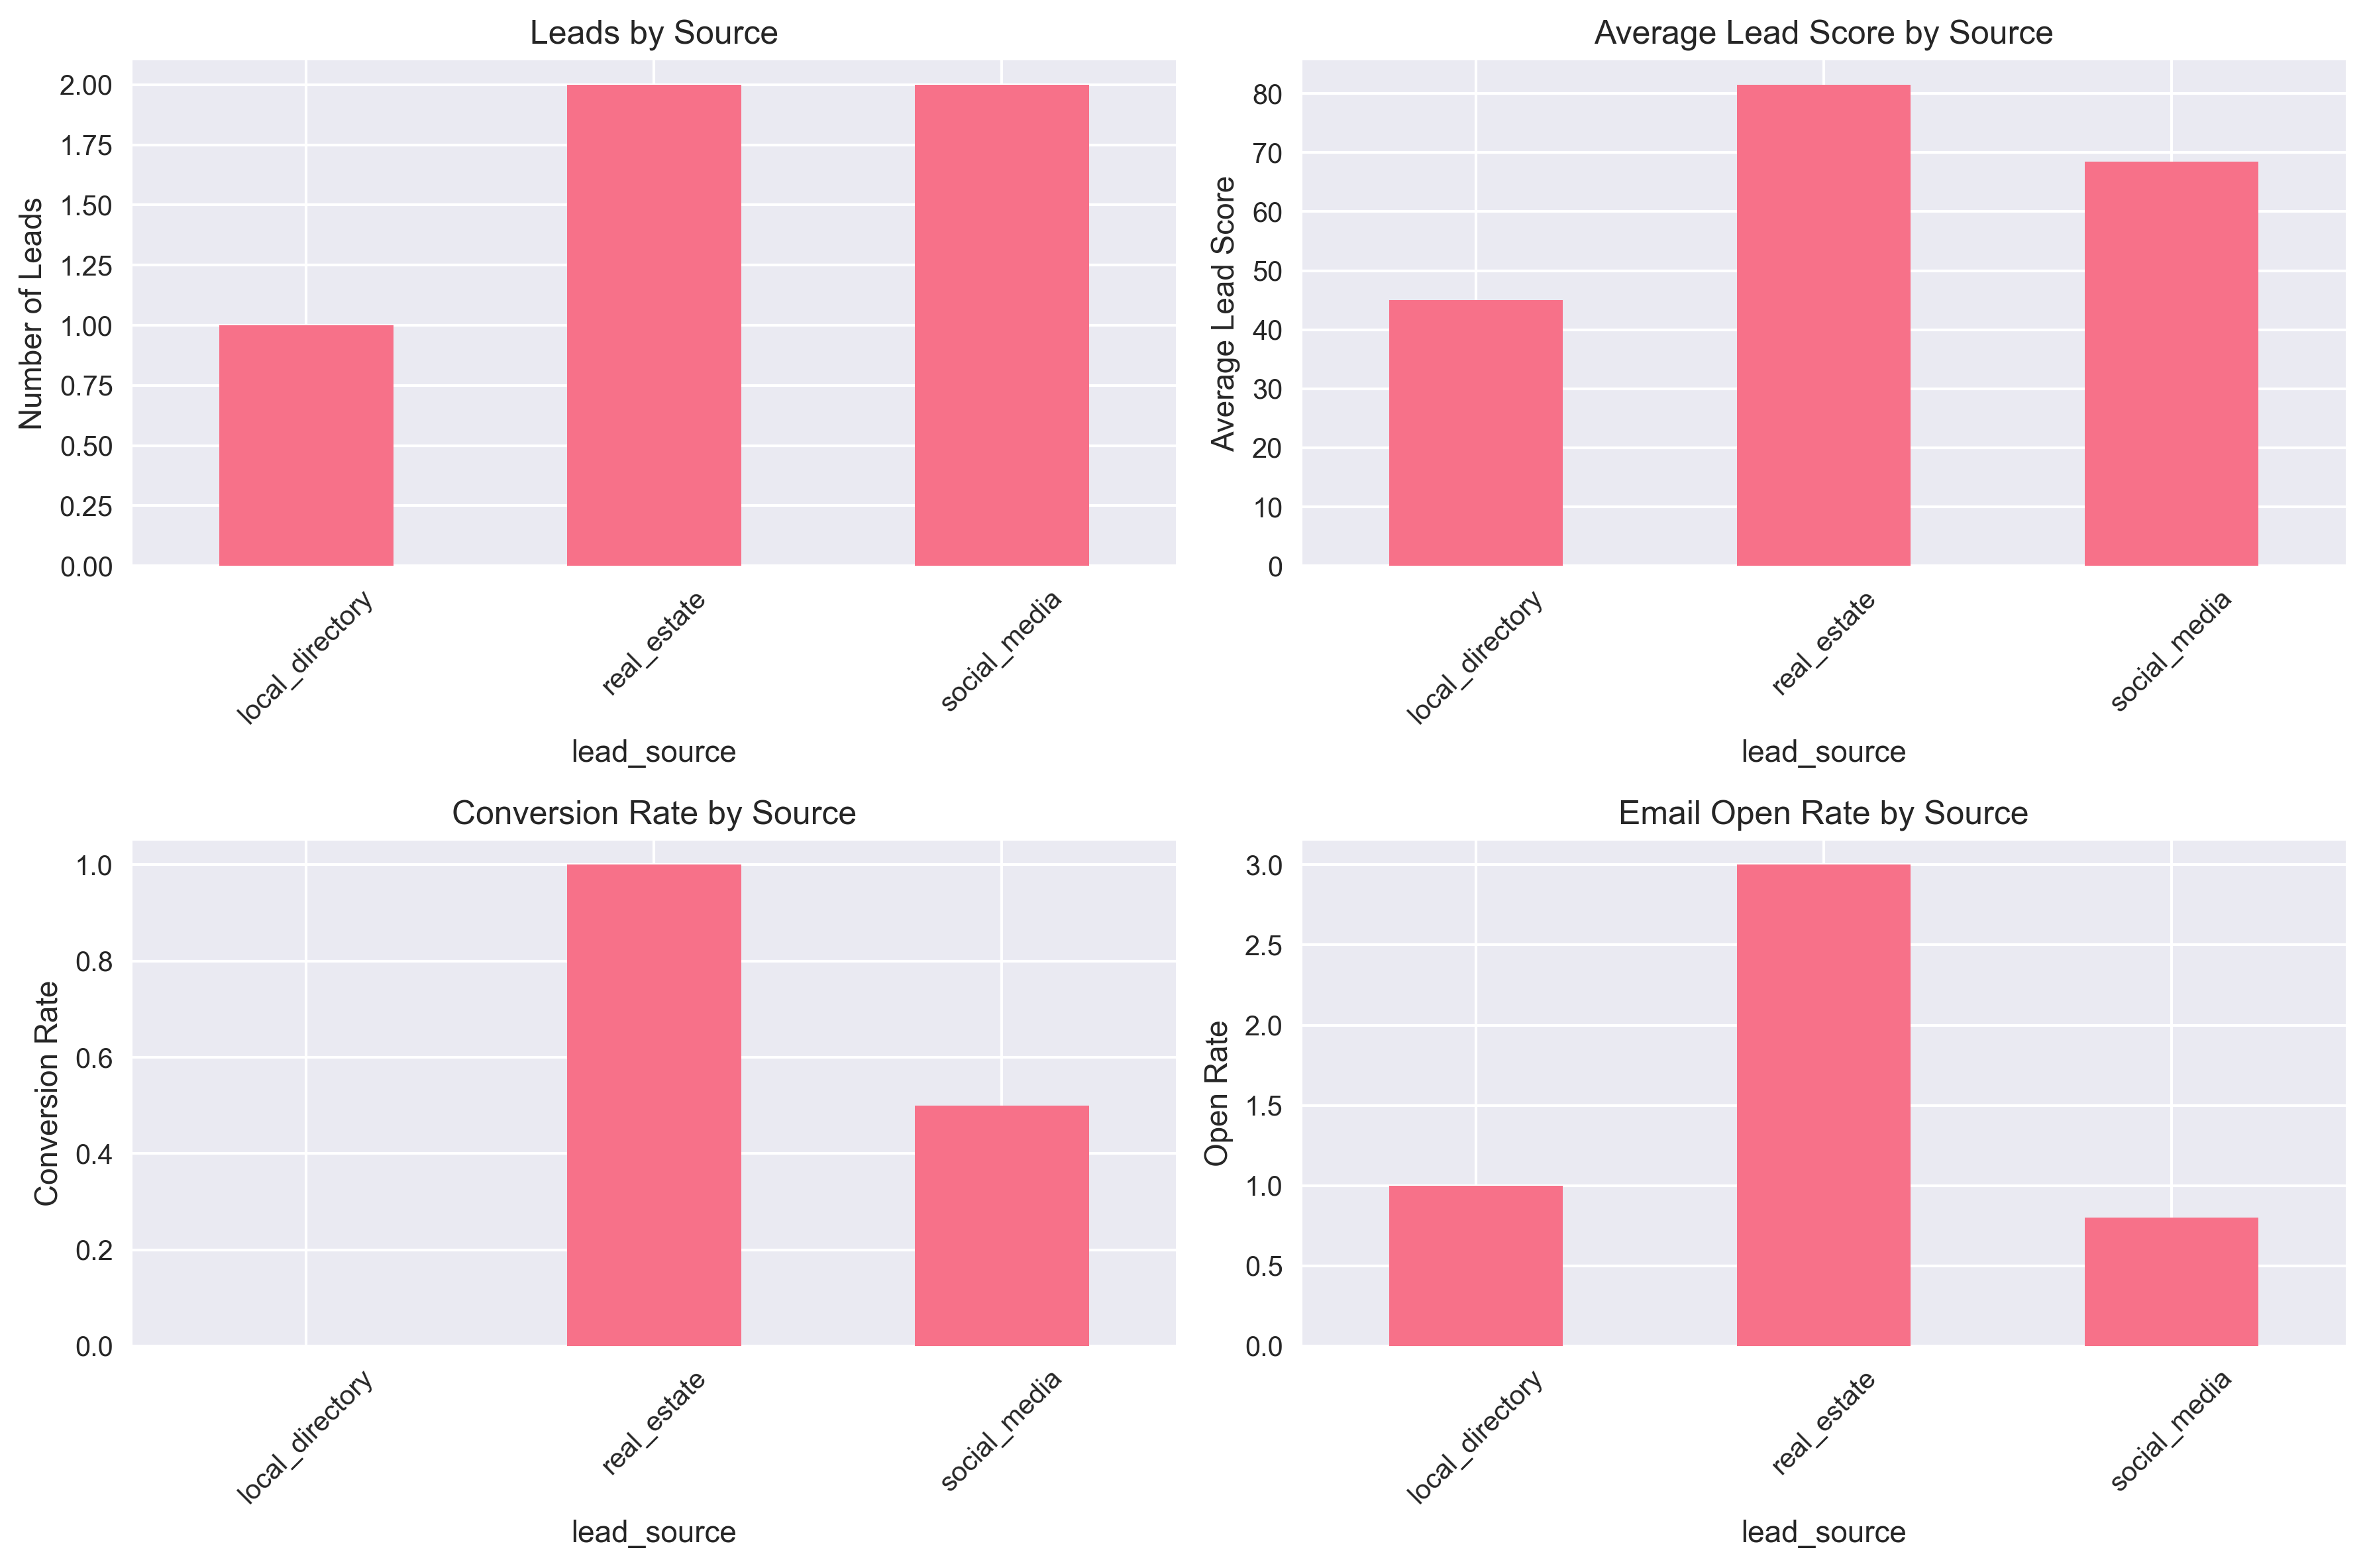 Leads by Source
Number of Leads
2.00
1.75
1.50
1.25
1.00
0.75
0.50
0.25
0.00
local_directory
real_estate
social_media
lead_source
Average Lead Score by Source
Average Lead Score
80
70
60
50
40
30
20
10
0
local_directory
real_estate
social_media
lead_source
Conversion Rate by Source
Conversion Rate
1.0
0.8
0.6
0.4
0.2
0.0
local_directory
real_estate
social_media
lead_source
Email Open Rate by Source
Open Rate
3.0
2.5
2.0
1.5
1.0
0.5
0.0
local_directory
real_estate
social_media
lead_source